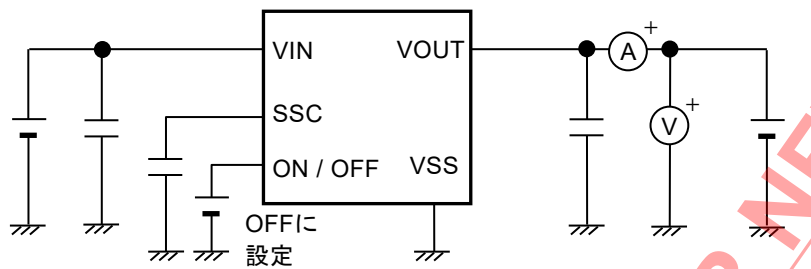 VIN
VOUT
A
+
SSC
V
+
ON / OFF
VSS
OFFに
設定